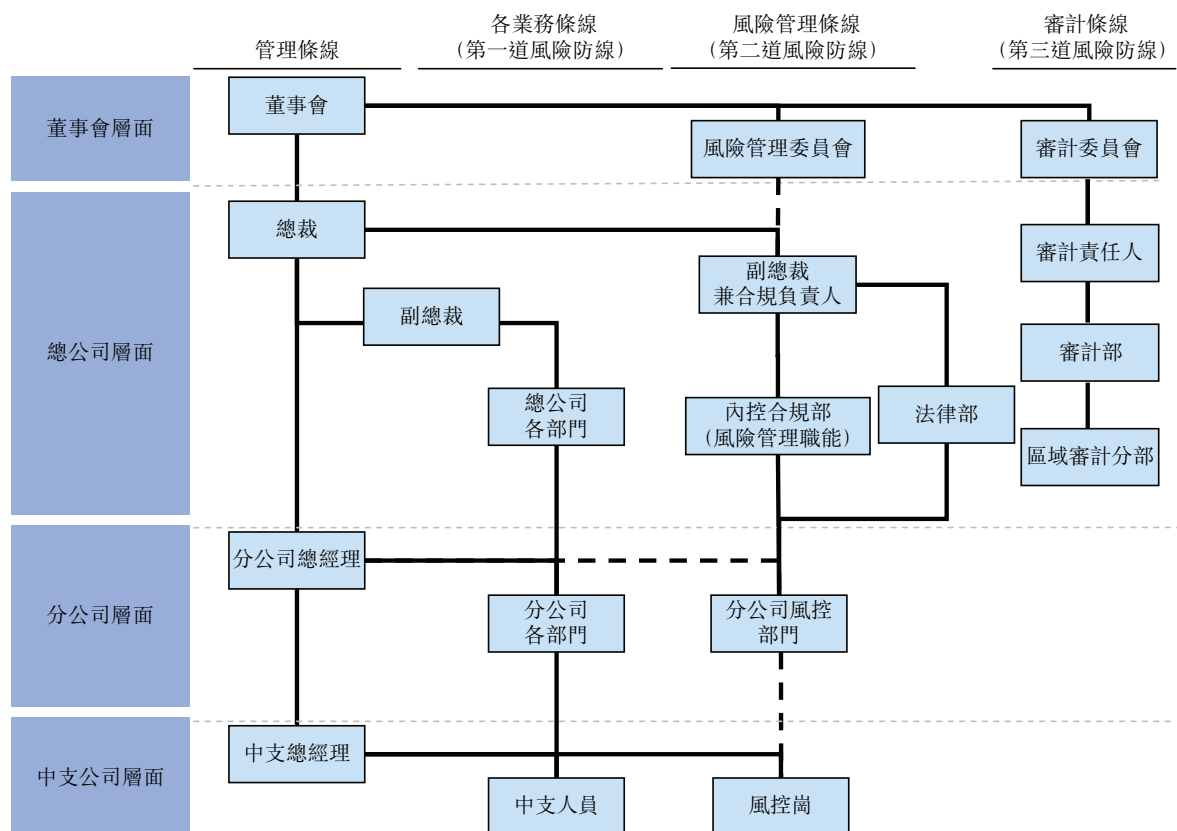 管理條線
各業務條線
(第一道風險防線)
風險管理條線
(第二道風險防線)
審計條線
(第三道風險防線)
董事會層面
董事會
風險管理委員會
審計委員會
總公司層面
總裁
審計責任人
副總裁
兼合規負責人
副總裁
審計部
總公司
各部門
內控合規部
(風險管理職能)
法律部
區域審計分部
分公司層面
分公司總經理
分公司
各部門
分公司風控
部門
中支公司層面
中支總經理
中支人員
風控崗